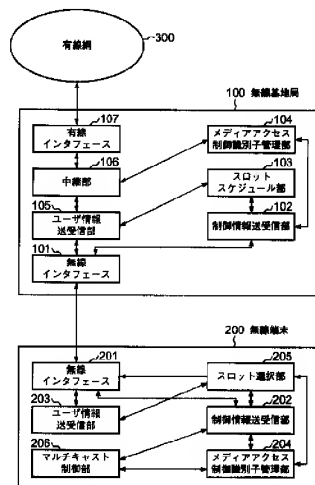 有線網
300
100 無線基地局
107
有線
インタフェース
104
メディアアクセス
制御識別子管理部
106
中継部
103
スロット
スケジュール部
105
ユーザ情報
送受信部
102
制御情報送受信部
101
無線
インタフェース
200 無線端末
201
無線
インタフェース
205
スロット選択部
203
ユーザ情報
送受信部
202
制御情報送受信部
206
マルチキャスト
制御部
204
メディアアクセス
制御識別子管理部